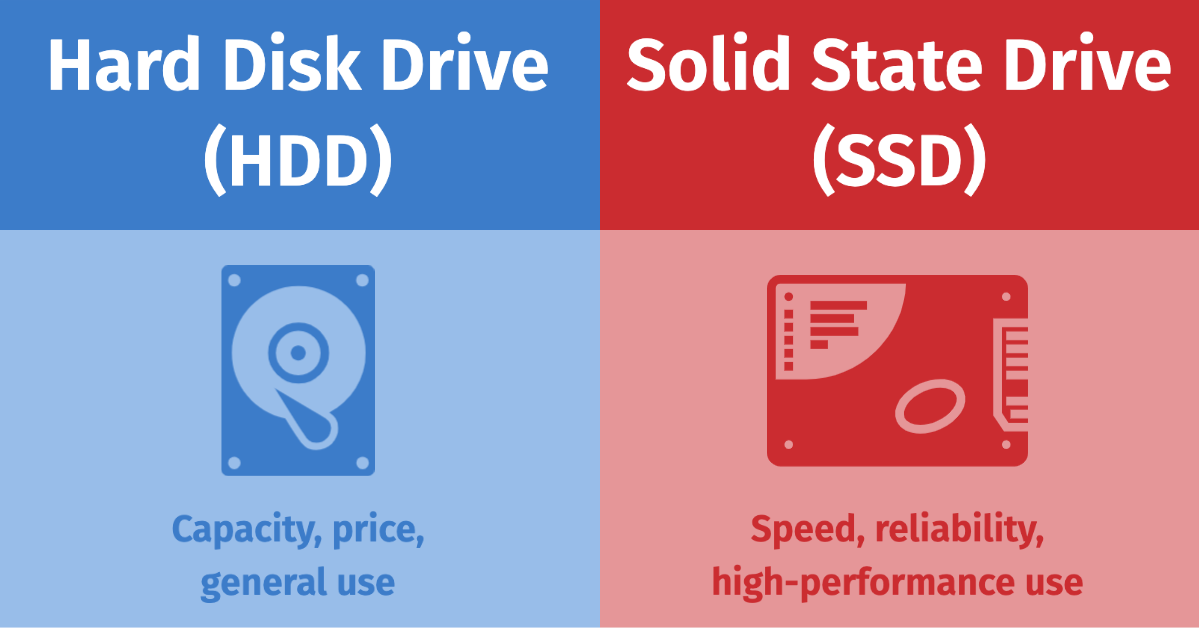 Hard Disk Drive
(HDD)
Capacity, price,
general use
Solid State Drive
(SSD)
Speed, reliability,
high-performance use